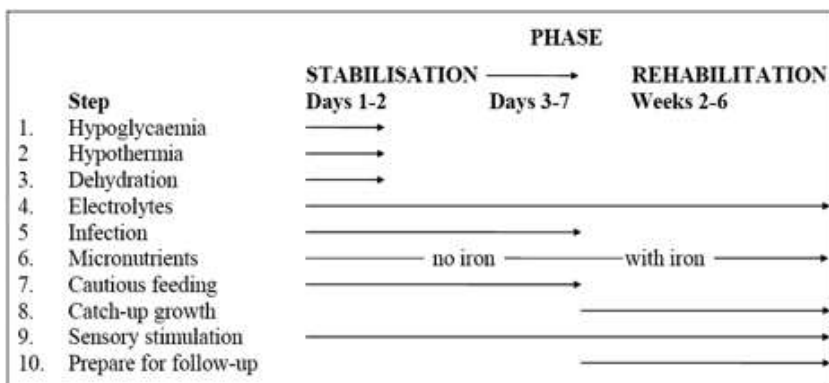 PHASE
STABILISATION REHABILITATION
Step Days 1-2 Days 3-7 Weeks 2-6
1. Hypoglycaemia
2 Hypothermia
3. Dehydration
4. Electrolytes
5 Infection
6. Micronutrients no iron with iron
7. Cautious feeding
8. Catch-up growth
9. Sensory stimulation
10. Prepare for follow-up